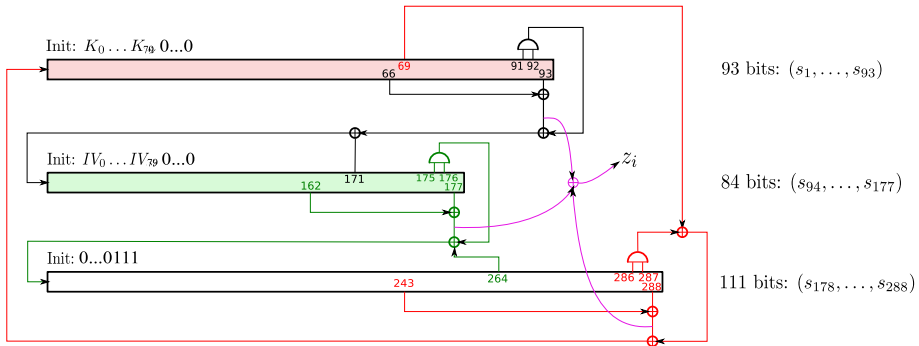 Init: K₀ … K₇₉, 0...0
69
91 92
66
93
93 bits: (s₁, …, s₉₃)
zᵢ
Init: IV₀ … IV₇₉, 0...0
171
175 176
162
177
84 bits: (s₉₄, …, s₁₇₇)
Init: 0...0111
264
286 287
243
288
111 bits: (s₁₇₈, …, s₂₈₈)